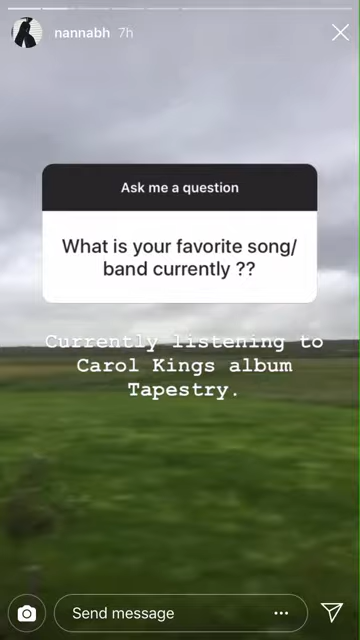 nannabh 7h
Ask me a question
What is your favorite song/
band currently ??
Currently listening to
Carol Kings album
Tapestry.
Send message